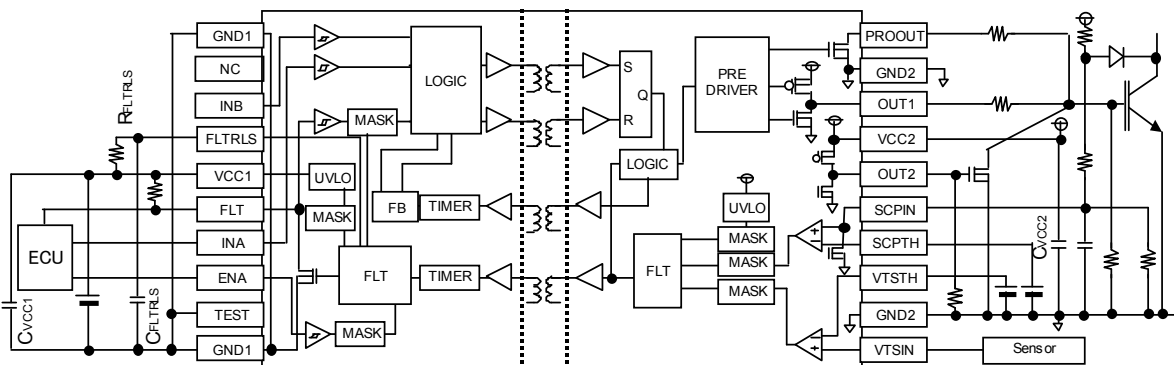 GND1
NC
INB
FLTRLS
VCC1
FLT
INA
ENA
TEST
GND1
RFLTRLS
ECU
CVCC1
CFLTRLS
LOGIC
MASK
UVLO
MASK
FB
TIMER
FLT
TIMER
MASK
S
Q
R
LOGIC
PRE
DRIVER
UVLO
MASK
MASK
MASK
FLT
+
-
+
-
PROOUT
GND2
OUT1
VCC2
OUT2
SCPIN
SCPTH
VTSTH
GND2
VTSIN
CVCC2
Sensor